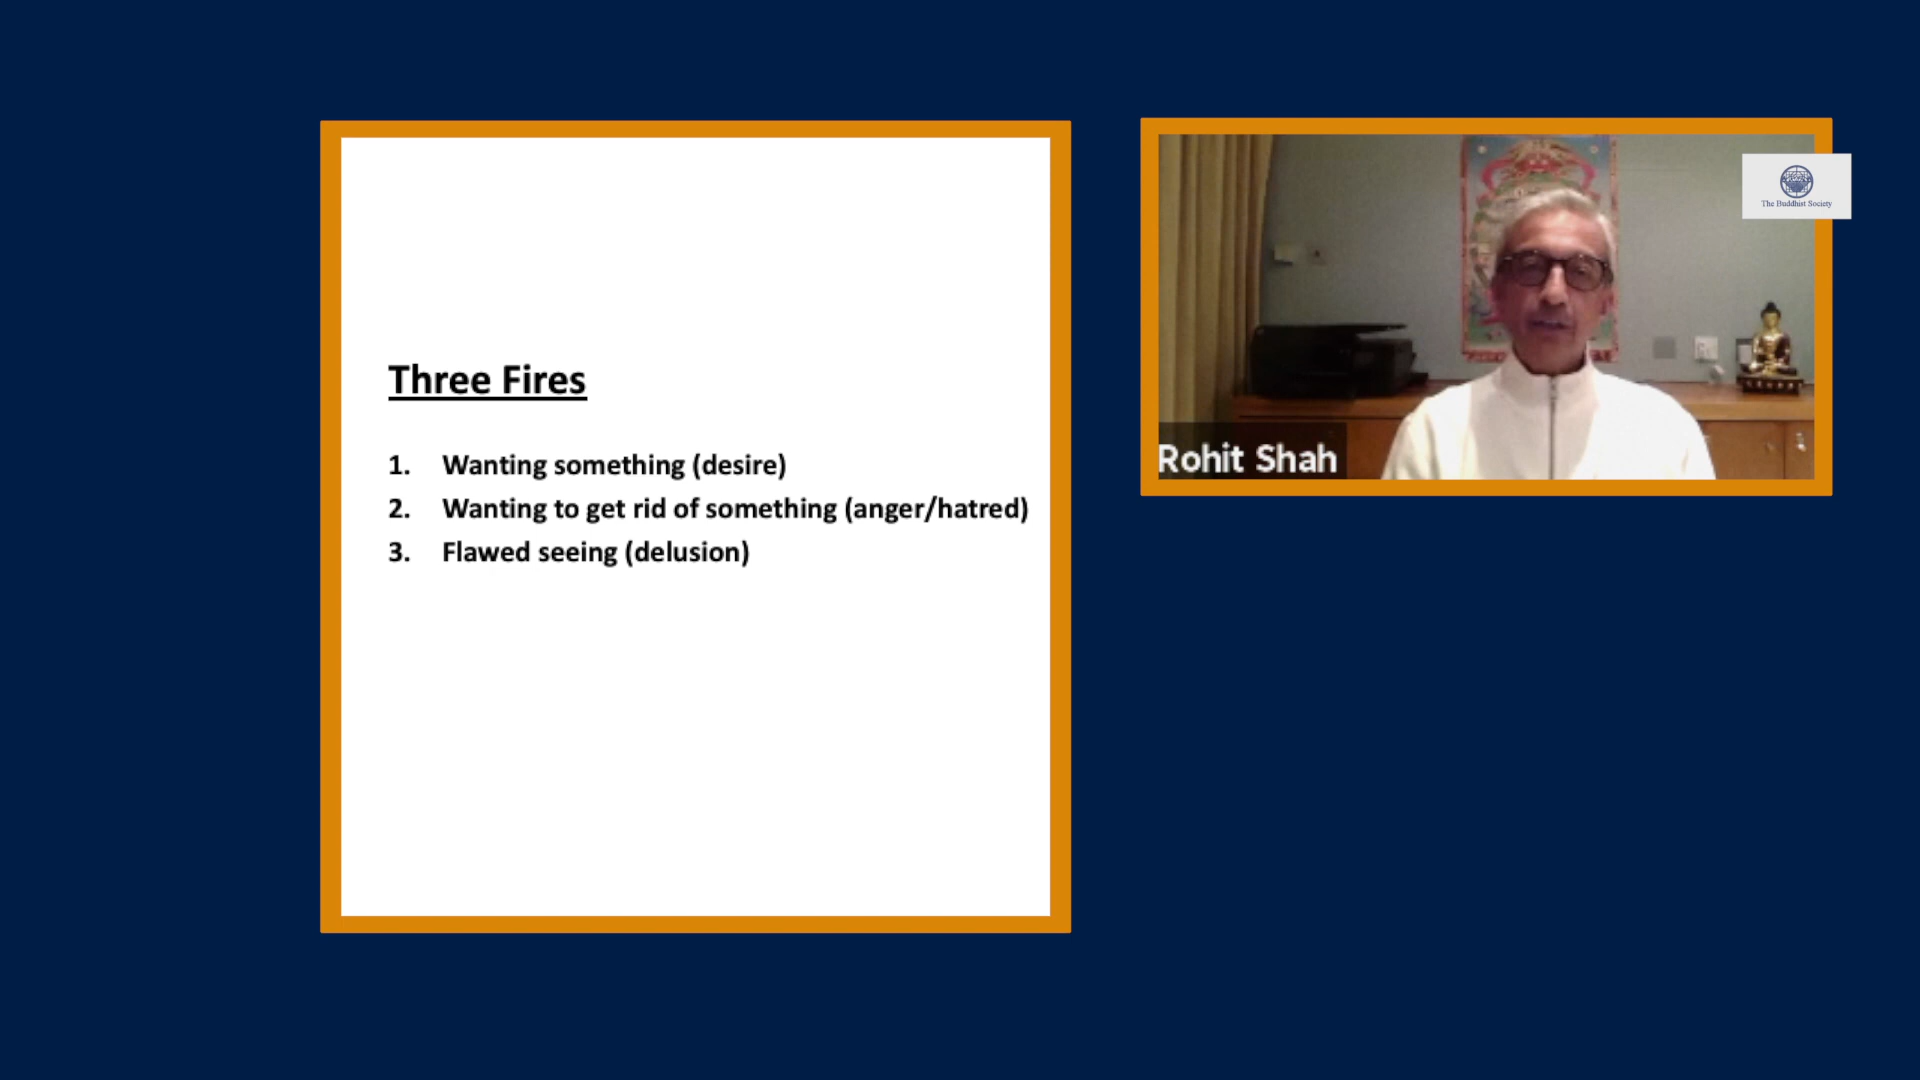 Three Fires
1. Wanting something (desire)
2. Wanting to get rid of something (anger/hatred)
3. Flawed seeing (delusion)
The Buddhist Society
Rohit Shah